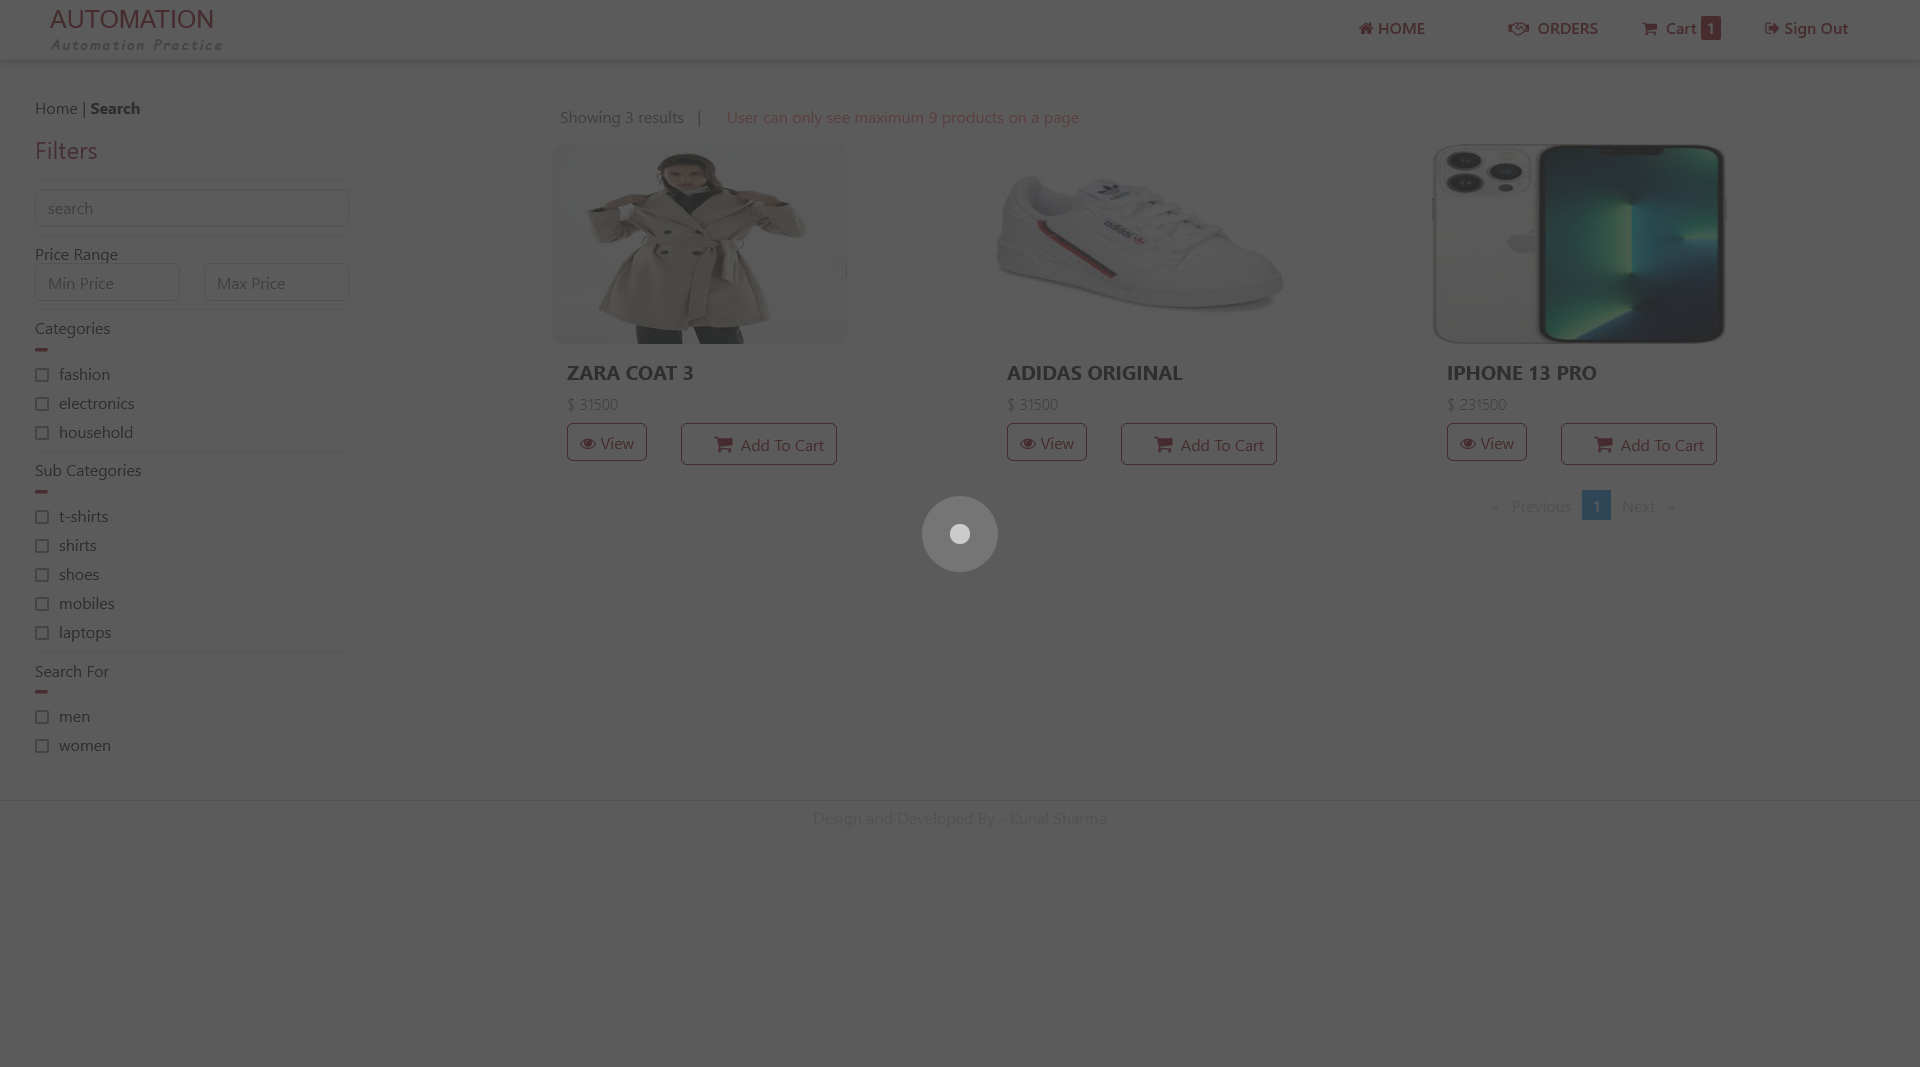 AUTOMATION
Automation Practice
HOME
ORDERS
Cart 1
Sign Out
Home | Search
Filters
search
Price Range
Min Price
Max Price
Categories
fashion
electronics
household
Sub Categories
t-shirts
shirts
shoes
mobiles
laptops
Search For
men
women
Showing 3 results |
User can only see maximum 9 products on a page
adidas
ZARA COAT 3
$ 31500
View
Add To Cart
ADIDAS ORIGINAL
$ 31500
View
Add To Cart
IPHONE 13 PRO
$ 231500
View
Add To Cart
« Previous 1 Next »
Design and Developed By - Kunal Sharma